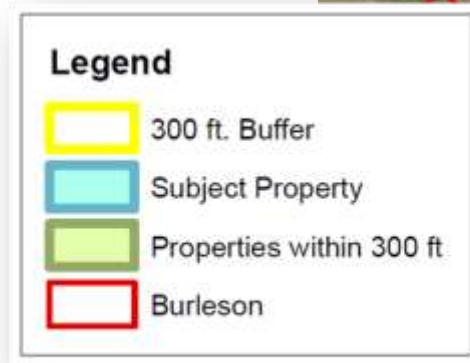 Legend
300 ft. Buffer
Subject Property
Properties within 300 ft
Burleson